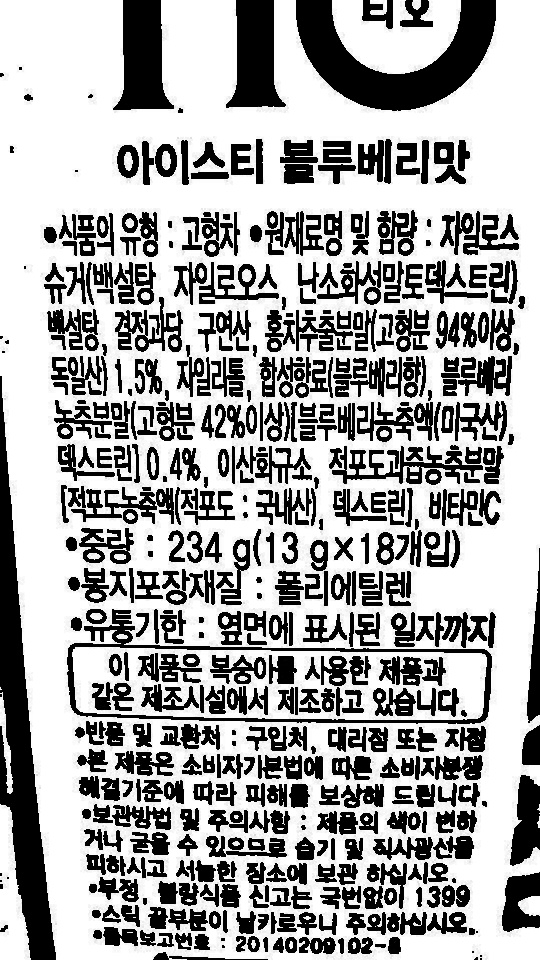 티오
아이스티 블루베리맛
•식품의 유형 : 고형차 •원재료명 및 함량 : 자일로스
슈거(백설탕, 자일로오스, 난소화성말토덱스트린),
백설탕, 결정과당, 구연산, 홍차추출분말(고형분 94%이상,
독일산) 1.5%, 자일리톨, 합성향료(블루베리향), 블루베리
농축분말(고형분 42%이상)[블루베리농축액(미국산),
덱스트린] 0.4%, 이산화규소, 적포도과즙농축분말
[적포도농축액(적포도 : 국내산), 덱스트린], 비타민C
•중량 : 234 g(13 g×18개입)
•봉지포장재질 : 폴리에틸렌
•유통기한 : 옆면에 표시된 일자까지
이 제품은 복숭아를 사용한 제품과
같은 제조시설에서 제조하고 있습니다.
•반품 및 교환처 : 구입처, 대리점 또는 지점
•본 제품은 소비자기본법에 따른 소비자분쟁
해결기준에 따라 피해를 보상해 드립니다.
•보관방법 및 주의사항 : 제품의 색이 변하
거나 굳을 수 있으므로 습기 및 직사광선을
피하시고 서늘한 장소에 보관 하십시오.
•부정, 불량식품 신고는 국번없이 1399
•스틱 끝부분이 날카로우니 주의하십시오.
•품목보고번호 : 20140209102-8